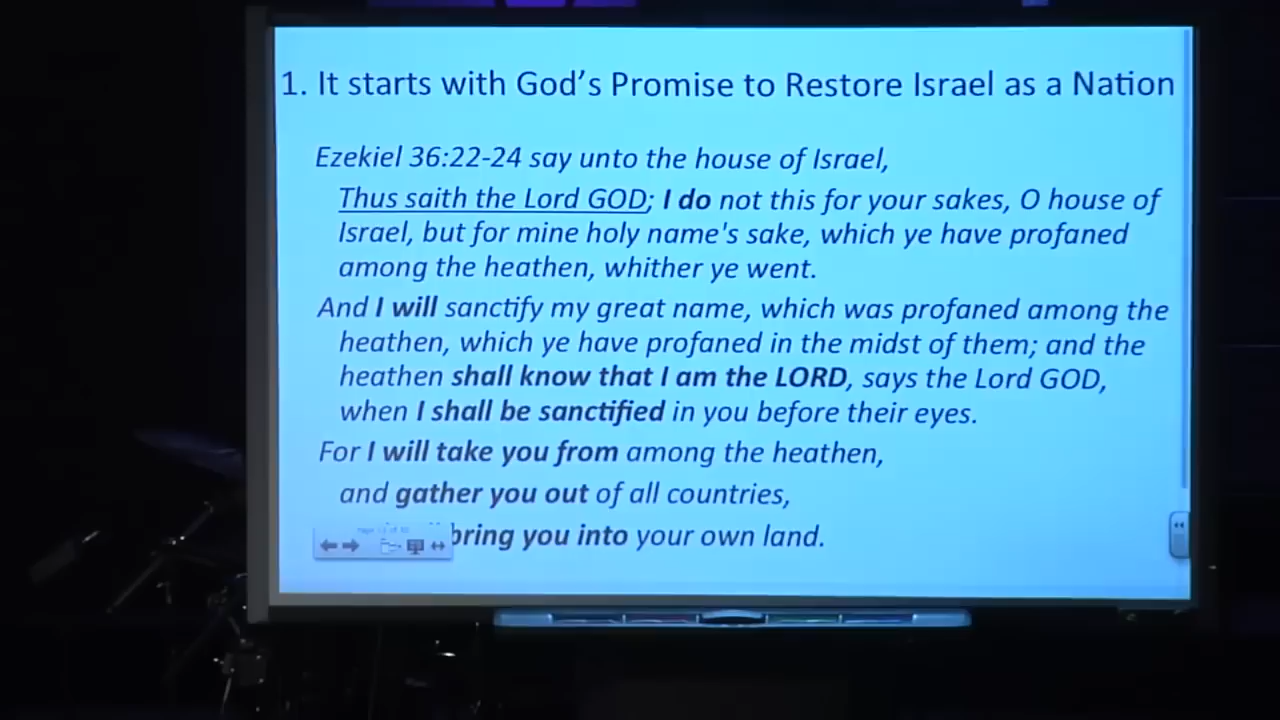 1. It starts with God's Promise to Restore Israel as a Nation
Ezekiel 36:22-24 say unto the house of Israel,
Thus saith the Lord GOD; I do not this for your sakes, O house of
Israel, but for mine holy name's sake, which ye have profaned
among the heathen, whither ye went.
And I will sanctify my great name, which was profaned among the
heathen, which ye have profaned in the midst of them; and the
heathen shall know that I am the LORD, says the Lord GOD,
when I shall be sanctified in you before their eyes.
For I will take you from among the heathen,
and gather you out of all countries,
bring you into your own land.